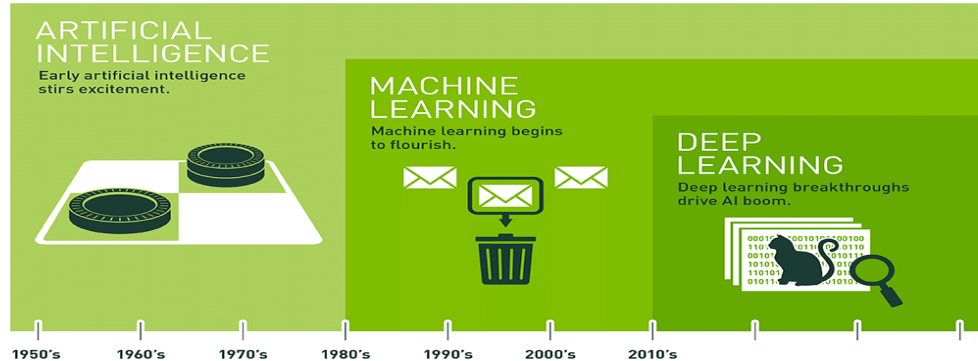 ARTIFICIAL
INTELLIGENCE
Early artificial intelligence
stirs excitement.
MACHINE
LEARNING
Machine learning begins
to flourish.
DEEP
LEARNING
Deep learning breakthroughs
drive AI boom.
1950's 1960's 1970's 1980's 1990's 2000's 2010's